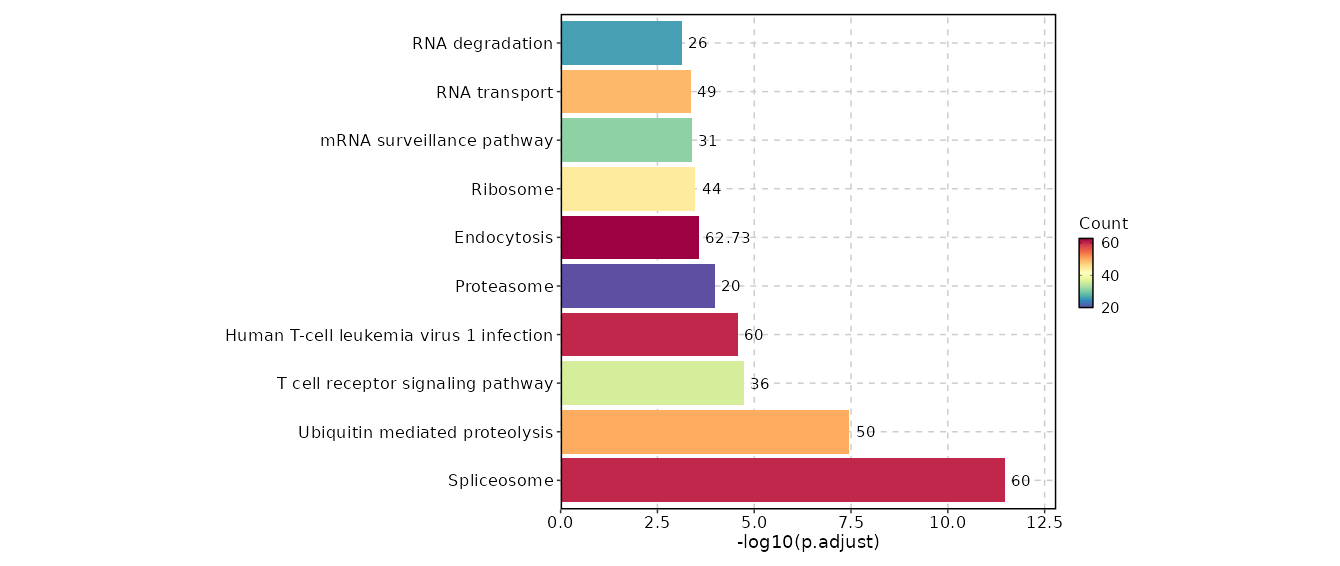 RNA degradation 26
RNA transport 49
mRNA surveillance pathway 31
Ribosome 44
Endocytosis 62.73
Proteasome 20
Human T-cell leukemia virus 1 infection 60
T cell receptor signaling pathway 36
Ubiquitin mediated proteolysis 50
Spliceosome 60
0.0 2.5 5.0 7.5 10.0 12.5
-log10(p.adjust)
Count
60
40
20